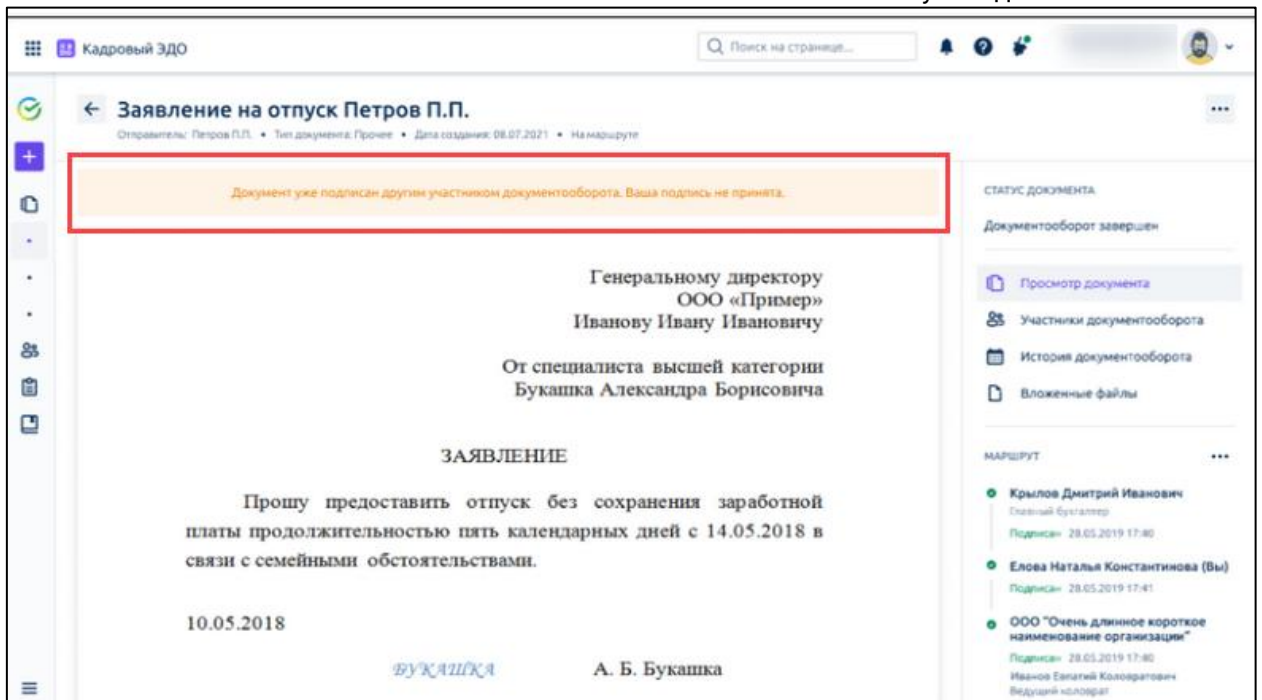 Кадровый ЭДО
Поиск на странице...
Заявление на отпуск Петров П.П.
Отправитель: Петров П.П. • Тип документа: Прочее • Дата создания: 08.07.2021 • На маршруте
Документ уже подписан другим участником документооборота. Ваша подпись не принята.
Генеральному директору
ООО «Пример»
Иванову Ивану Ивановичу
От специалиста высшей категории
Букашка Александра Борисовича
ЗАЯВЛЕНИЕ
Прошу предоставить отпуск без сохранения заработной
платы продолжительностью пять календарных дней с 14.05.2018 в
связи с семейными обстоятельствами.
10.05.2018
БУКАШКА А. Б. Букашка
СТАТУС ДОКУМЕНТА
Документооборот завершен
Просмотр документа
Участники документооборота
История документооборота
Вложенные файлы
МАРШРУТ
Крылов Дмитрий Иванович
Главный бухгалтер
Подписан 28.05.2019 17:40
Елова Наталья Константинова (Вы)
Подписан 28.05.2019 17:41
ООО "Очень длинное короткое
наименование организации"
Подписан 28.05.2019 17:40
Иванов Евпатий Коловратович
Ведущий коловрат